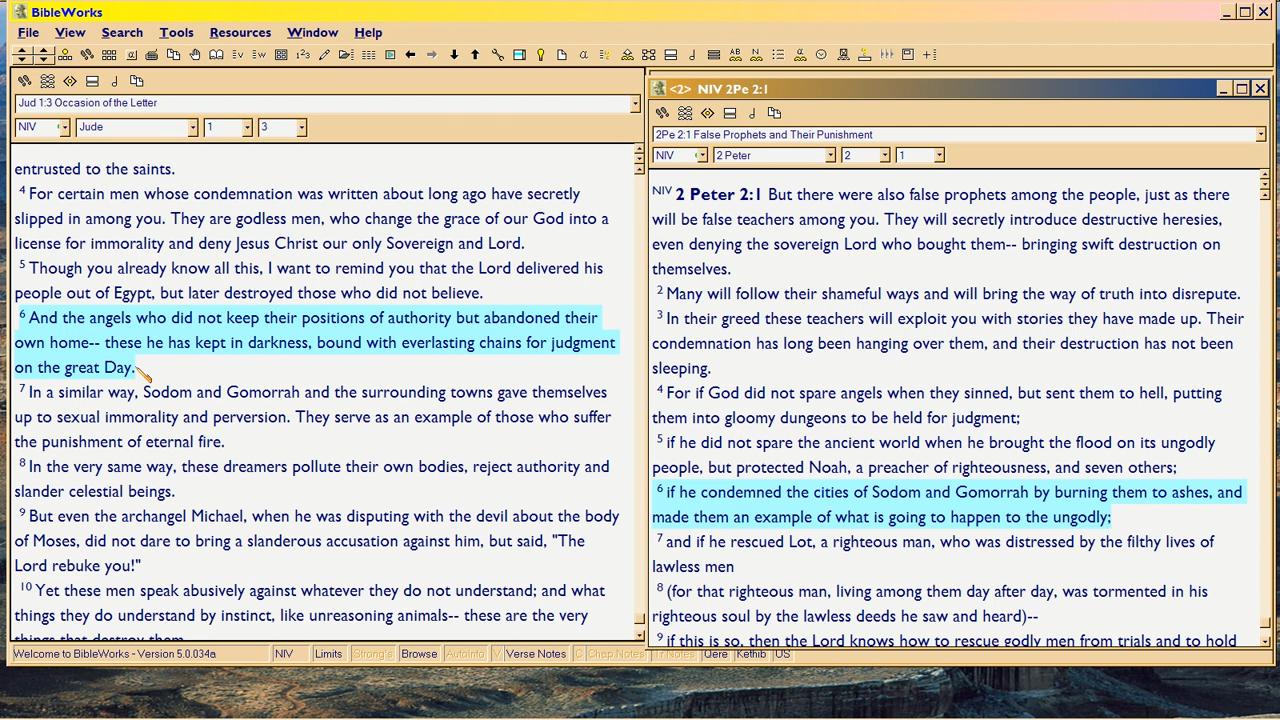 BibleWorks
File View Search Tools Resources Window Help
Jud 1:3 Occasion of the Letter
NIV Jude 1 3
entrusted to the saints.
4 For certain men whose condemnation was written about long ago have secretly
slipped in among you. They are godless men, who change the grace of our God into a
license for immorality and deny Jesus Christ our only Sovereign and Lord.
5 Though you already know all this, I want to remind you that the Lord delivered his
people out of Egypt, but later destroyed those who did not believe.
6 And the angels who did not keep their positions of authority but abandoned their
own home-- these he has kept in darkness, bound with everlasting chains for judgment
on the great Day.
7 In a similar way, Sodom and Gomorrah and the surrounding towns gave themselves
up to sexual immorality and perversion. They serve as an example of those who suffer
the punishment of eternal fire.
8 In the very same way, these dreamers pollute their own bodies, reject authority and
slander celestial beings.
9 But even the archangel Michael, when he was disputing with the devil about the body
of Moses, did not dare to bring a slanderous accusation against him, but said, "The
Lord rebuke you!"
10 Yet these men speak abusively against whatever they do not understand; and what
things they do understand by instinct, like unreasoning animals-- these are the very
things that destroy them.
<2> NIV 2Pe 2:1
2Pe 2:1 False Prophets and Their Punishment
NIV 2 Peter 2 1
NIV 2 Peter 2:1 But there were also false prophets among the people, just as there
will be false teachers among you. They will secretly introduce destructive heresies,
even denying the sovereign Lord who bought them-- bringing swift destruction on
themselves.
2 Many will follow their shameful ways and will bring the way of truth into disrepute.
3 In their greed these teachers will exploit you with stories they have made up. Their
condemnation has long been hanging over them, and their destruction has not been
sleeping.
4 For if God did not spare angels when they sinned, but sent them to hell, putting
them into gloomy dungeons to be held for judgment;
5 if he did not spare the ancient world when he brought the flood on its ungodly
people, but protected Noah, a preacher of righteousness, and seven others;
6 if he condemned the cities of Sodom and Gomorrah by burning them to ashes, and
made them an example of what is going to happen to the ungodly;
7 and if he rescued Lot, a righteous man, who was distressed by the filthy lives of
lawless men
8 (for that righteous man, living among them day after day, was tormented in his
righteous soul by the lawless deeds he saw and heard)--
9 if this is so, then the Lord knows how to rescue godly men from trials and to hold
Welcome to BibleWorks - Version 5.0.034a NIV Limits Strong's Browse AutoInfo V Verse Notes C Chap Notes Tr Notes Qere Kethib US